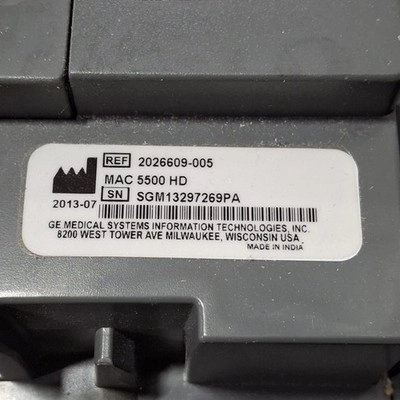 REF 2026609-005
MAC 5500 HD
2013-07 SN SGM13297269PA
GE MEDICAL SYSTEMS INFORMATION TECHNOLOGIES, INC.
8200 WEST TOWER AVE MILWAUKEE, WISCONSIN USA
MADE IN INDIA